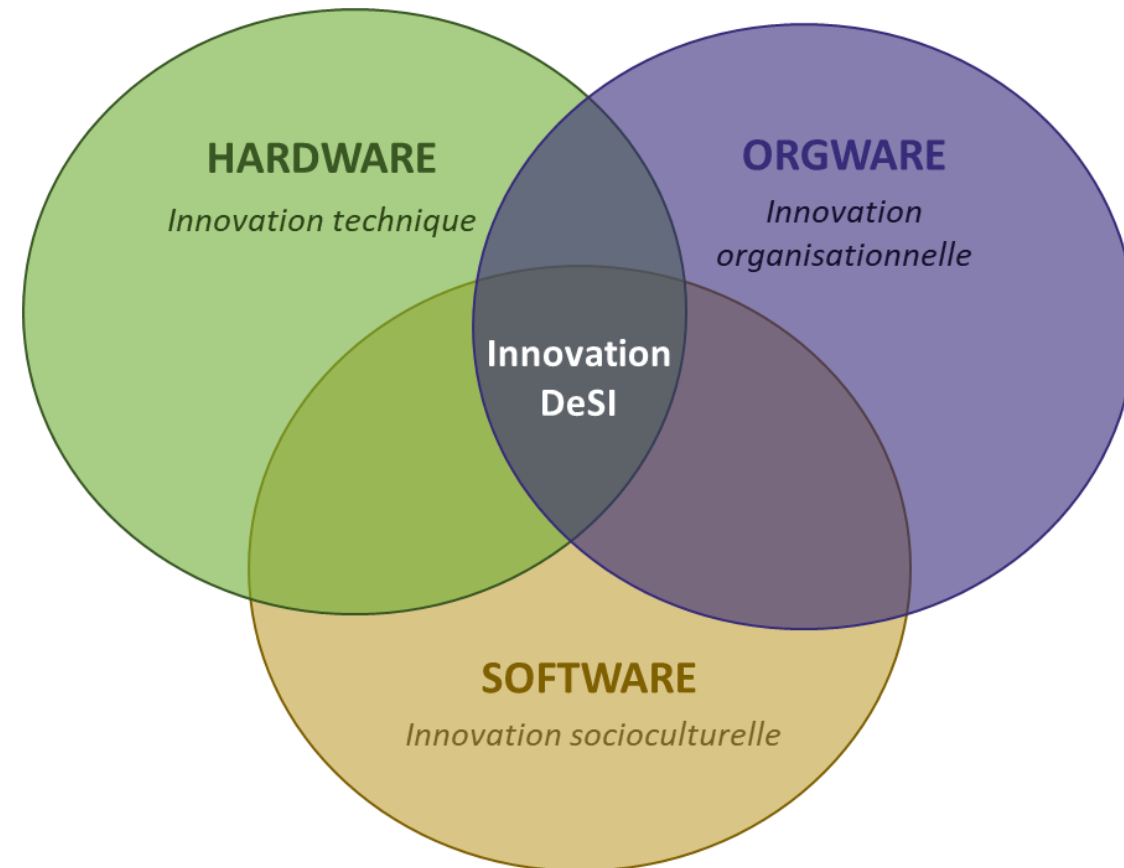 HARDWARE
Innovation technique
ORGWARE
Innovation
organisationnelle
Innovation
DeSI
SOFTWARE
Innovation socioculturelle